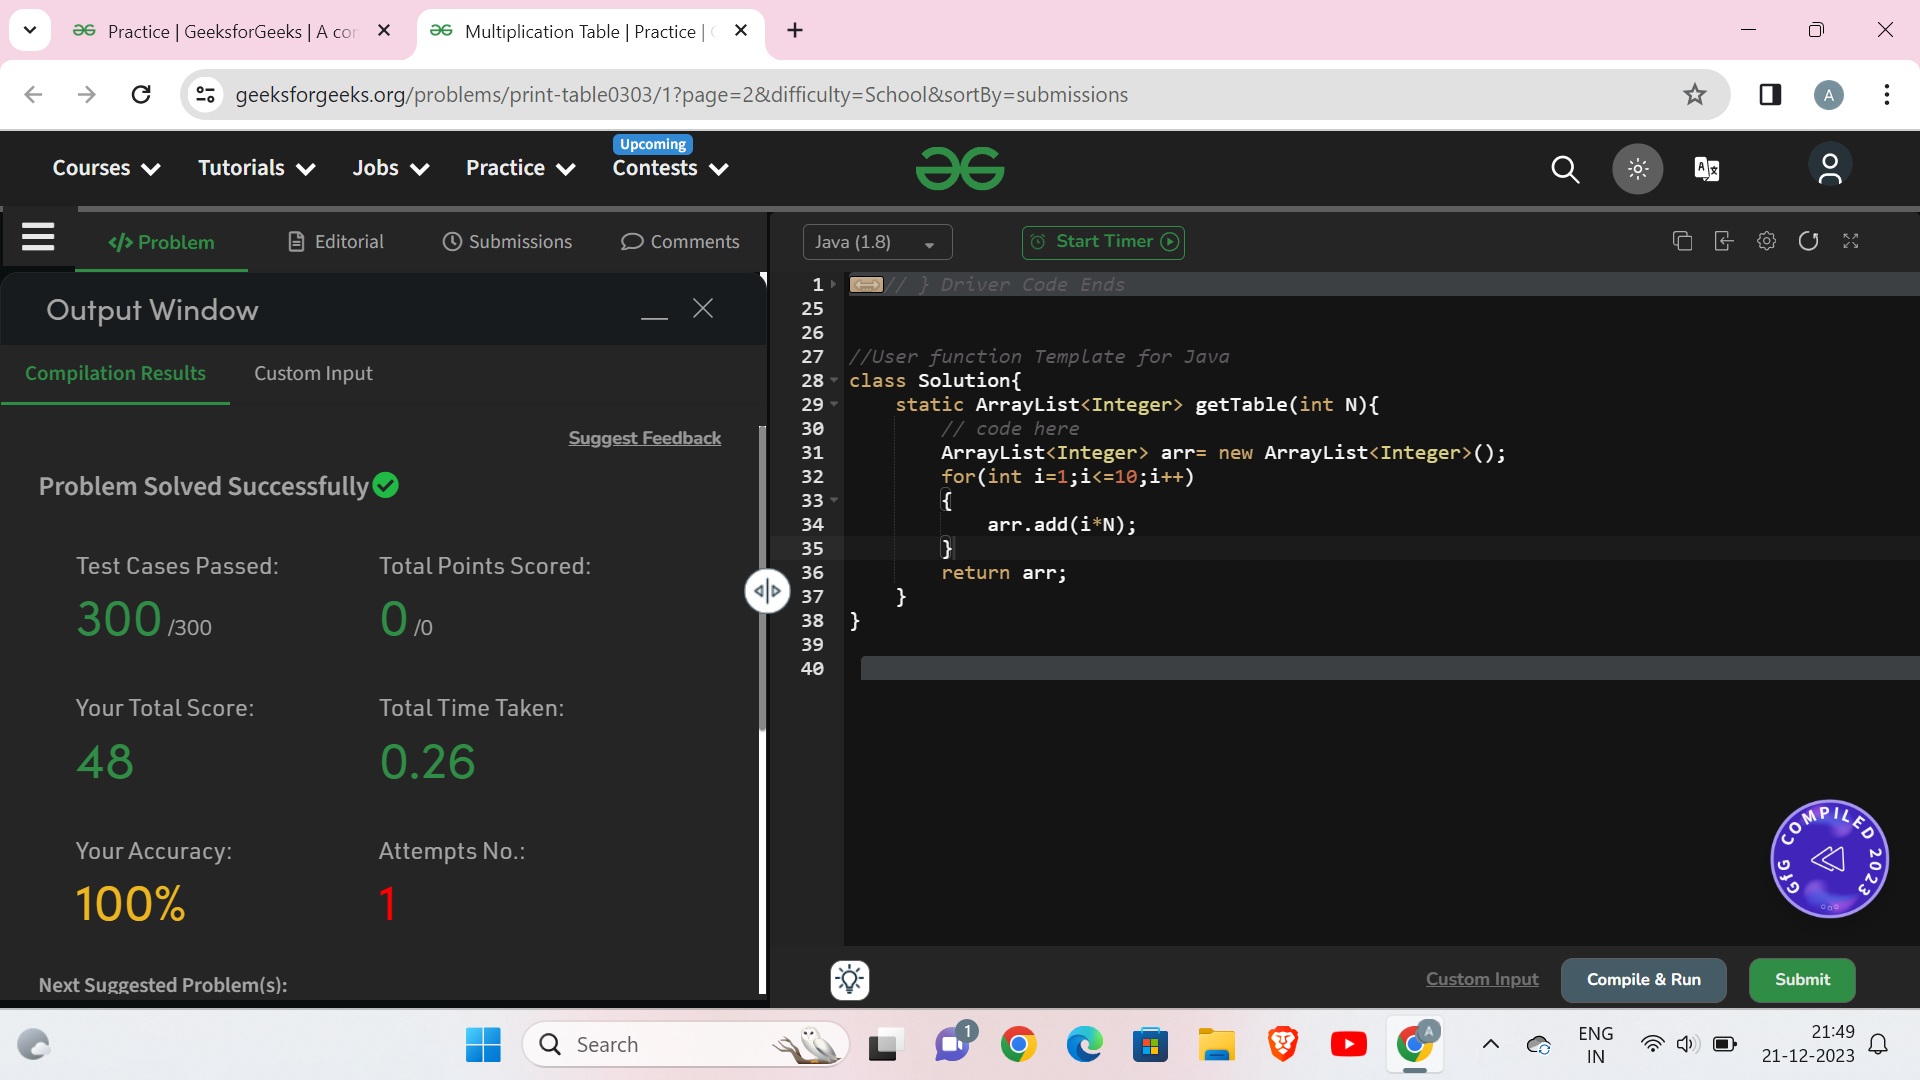 Practice | GeeksforGeeks | A co
Multiplication Table | Practice |
geeksforgeeks.org/problems/print-table0303/1?page=2&difficulty=School&sortBy=submissions
A
Courses
Tutorials
Jobs
Practice
Upcoming
Contests
Problem
Editorial
Submissions
Comments
Java (1.8)
Start Timer
Output Window
Compilation Results
Custom Input
Suggest Feedback
Problem Solved Successfully
Test Cases Passed:
300 /300
Total Points Scored:
0 /0
Your Total Score:
48
Total Time Taken:
0.26
Your Accuracy:
100%
Attempts No.:
1
Next Suggested Problem(s):
1 // } Driver Code Ends
25
26
27 //User function Template for Java
28 class Solution{
29 static ArrayList<Integer> getTable(int N){
30 // code here
31 ArrayList<Integer> arr= new ArrayList<Integer>();
32 for(int i=1;i<=10;i++)
33 {
34 arr.add(i*N);
35 }
36 return arr;
37 }
38 }
39
40
GfG COMPILED 2023
Custom Input
Compile & Run
Submit
Search
1
A
ENG
IN
21:49
21-12-2023